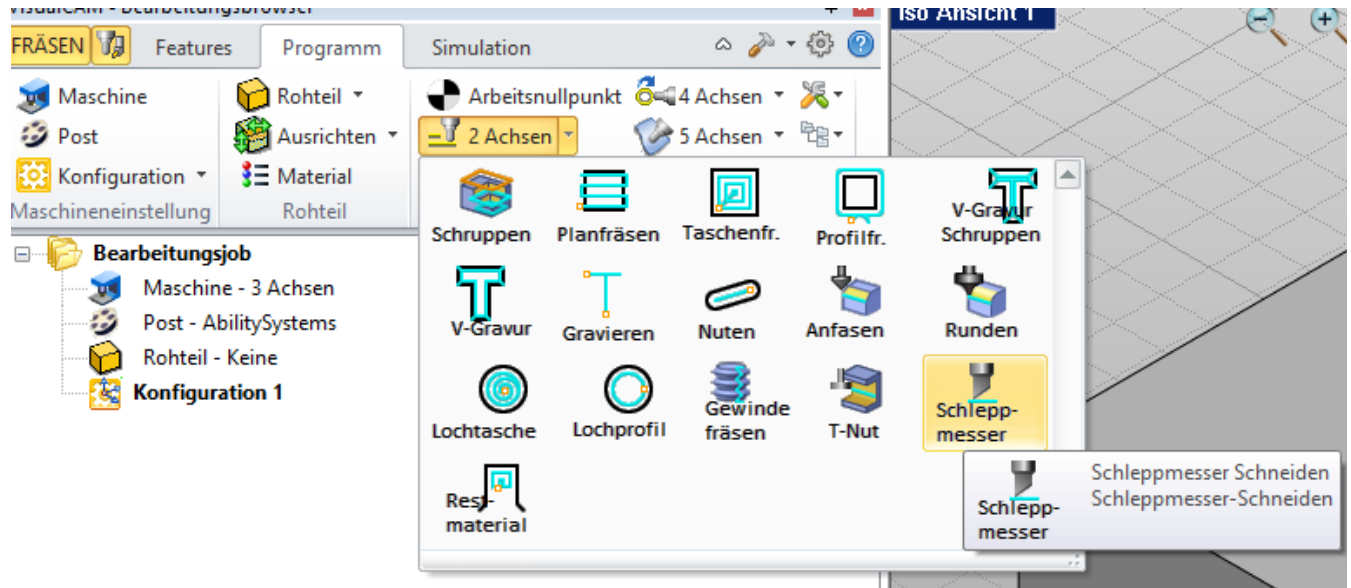 VisualCAM - Bearbeitungsbrowser
Iso Ansicht 1
FRÄSEN Features Programm Simulation
Maschine Rohteil Arbeitsnullpunkt 4 Achsen
Post Ausrichten 2 Achsen 5 Achsen
Konfiguration Material
Maschineneinstellung Rohteil
Bearbeitungsjob
Maschine - 3 Achsen
Post - AbilitySystems
Rohteil - Keine
Konfiguration 1
Schruppen Planfräsen Taschenfr. Profilfr. V-Gravur
Schruppen
V-Gravur Gravieren Nuten Anfasen Runden
Lochtasche Lochprofil Gewinde
fräsen T-Nut Schlepp-
messer
Rest-
material
Schlepp-
messer
Schleppmesser Schneiden
Schleppmesser-Schneiden